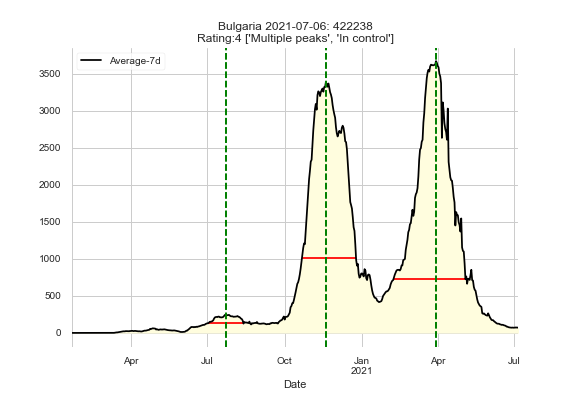 Bulgaria 2021-07-06: 422238
Rating:4 ['Multiple peaks', 'In control']
Average-7d
3500
3000
2500
2000
1500
1000
500
0
Apr Jul Oct Jan Apr Jul
2021
Date